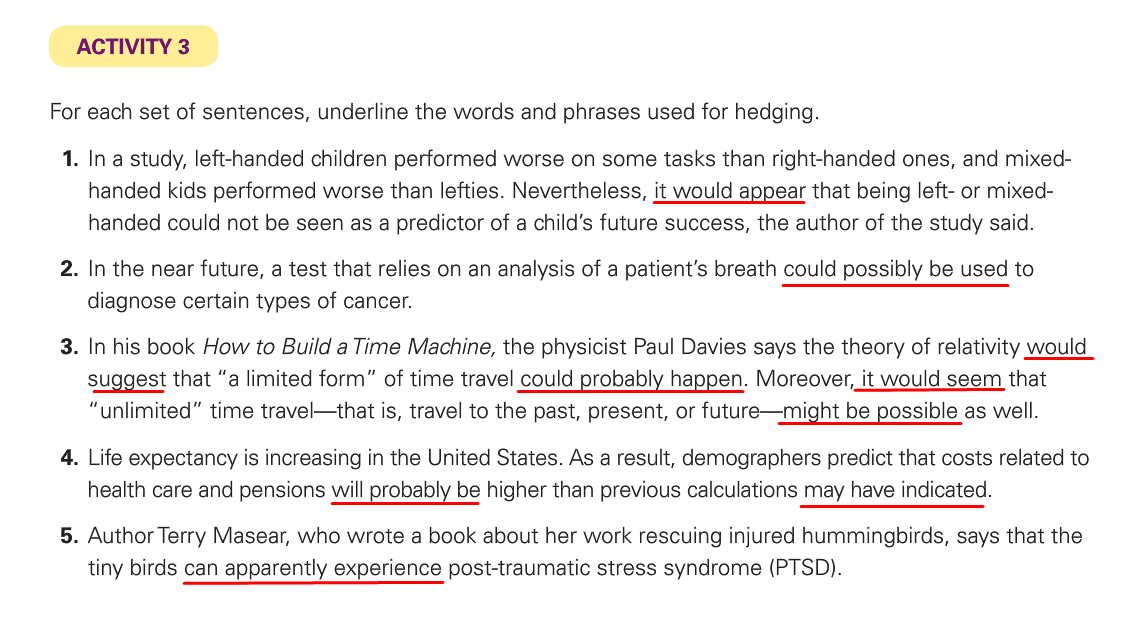 ACTIVITY 3
For each set of sentences, underline the words and phrases used for hedging.
1. In a study, left-handed children performed worse on some tasks than right-handed ones, and mixed-
handed kids performed worse than lefties. Nevertheless, it would appear that being left- or mixed-
handed could not be seen as a predictor of a child’s future success, the author of the study said.
2. In the near future, a test that relies on an analysis of a patient’s breath could possibly be used to
diagnose certain types of cancer.
3. In his book How to Build a Time Machine, the physicist Paul Davies says the theory of relativity would
suggest that “a limited form” of time travel could probably happen. Moreover, it would seem that
“unlimited” time travel—that is, travel to the past, present, or future—might be possible as well.
4. Life expectancy is increasing in the United States. As a result, demographers predict that costs related to
health care and pensions will probably be higher than previous calculations may have indicated.
5. Author Terry Masear, who wrote a book about her work rescuing injured hummingbirds, says that the
tiny birds can apparently experience post-traumatic stress syndrome (PTSD).